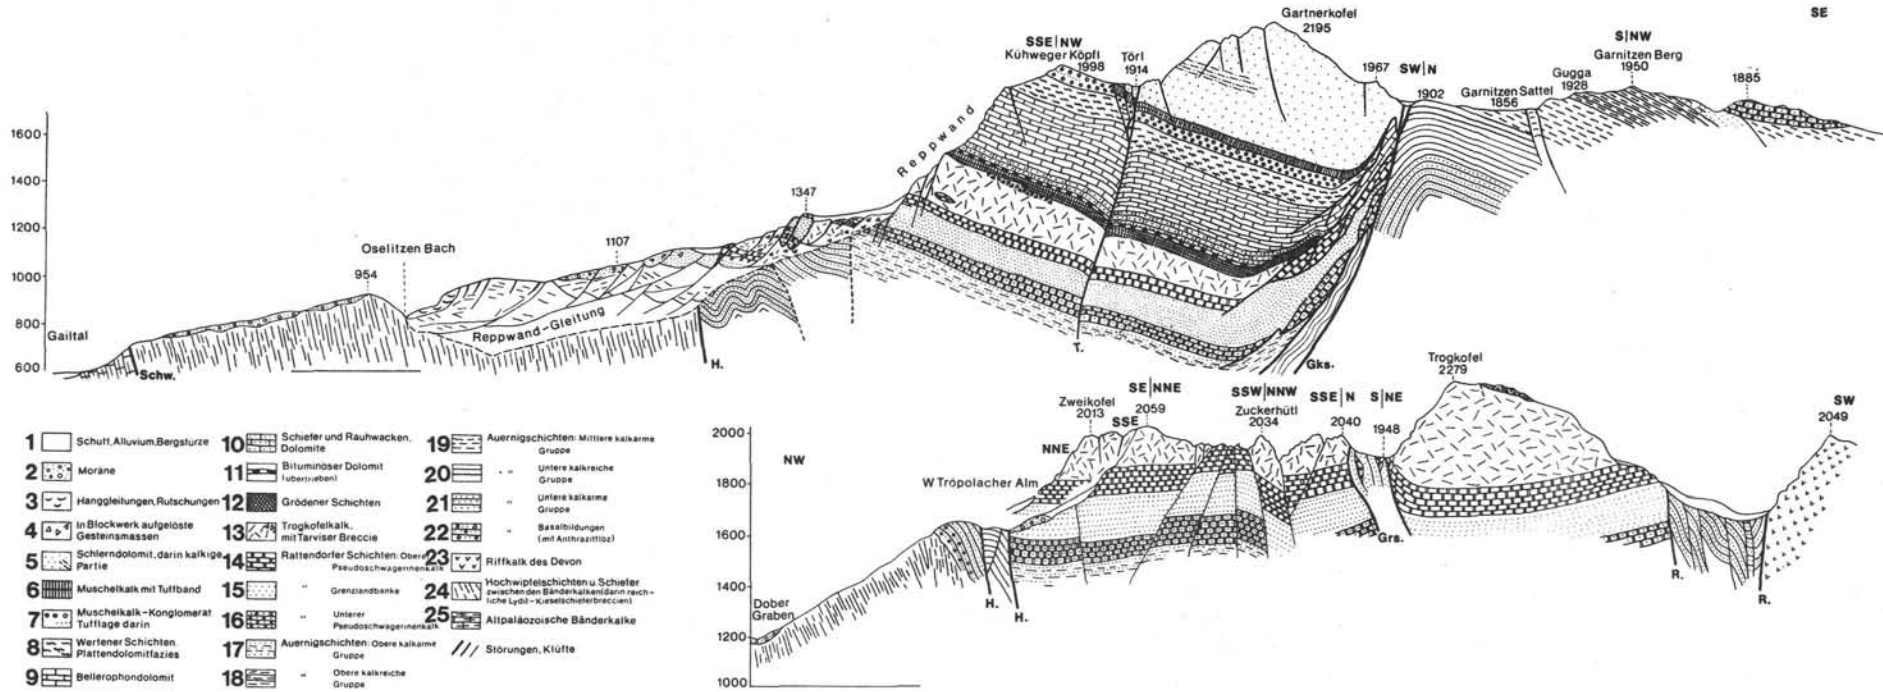 Gartnerkofel
2195
SE
SSE|NW
Kühweger Köpfl
1998
Törl
1914
1967
SW|N
1902
Garnitzen Sattel
1856
Gugga
1928
S|NW
Garnitzen Berg
1950
1885
1600
1400
1200
1000
800
600
Gailtal
954
Oselitzen Bach
1107
1347
Reppwand
Reppwand-Gleitung
Schw.
H.
T.
Gks.
1 Schutt, Alluvium, Bergstürze
2 Moräne
3 Hanggleitungen, Rutschungen
4 In Blockwerk aufgelöste
Gesteinsmassen
5 Schlerndolomit, darin kalkige
Partie
6 Muschelkalk mit Tuffband
7 Muschelkalk-Konglomerat
Tufflage darin
8 Werfener Schichten,
Plattendolomitfazies
9 Bellerophondolomit
10 Schiefer und Rauhwacken,
Dolomite
11 Bituminöser Dolomit
(übertrieben)
12 Grödener Schichten
13 Trogkofelkalk,
mit Tarviser Breccie
14 Rattendorfer Schichten: Obere
Pseudoschwagerinenkalk
15 " Grenzlandbänke
16 " Unterer
Pseudoschwagerinenkalk
17 Auernigschichten: Obere kalkarme
Gruppe
18 " Obere kalkreiche
Gruppe
19 Auernigschichten: Mittlere kalkarme
Gruppe
20 " Untere kalkreiche
Gruppe
21 " Untere kalkarme
Gruppe
22 " Basalbildungen
(mit Anthrazitflöz)
23 Riffkalk des Devon
24 Hochwipfelschichten u. Schiefer
zwischen den Bänderkalken (darin reich-
liche Lydit-Kieselschieferbreccien)
25 Altpaläozoische Bänderkalke
Störungen, Klüfte
2000
1800
1600
1400
1200
1000
NW
W Tröpolacher Alm
Dober
Graben
NNE
Zweikofel
2013
SSE
SE|NNE
2059
SSW|NNW
Zuckerhütl
2034
SSE|N
2040
S|NE
1948
Trogkofel
2279
SW
2049
H.
H.
Grs.
R.
R.